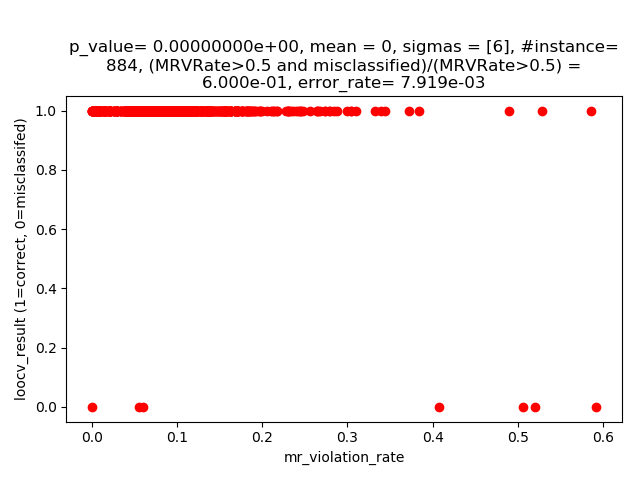 p_value= 0.00000000e+00, mean = 0, sigmas = [6], #instance=
884, (MRVRate>0.5 and misclassified)/(MRVRate>0.5) =
6.000e-01, error_rate= 7.919e-03
loocv_result (1=correct, 0=misclassifed)
1.0
0.8
0.6
0.4
0.2
0.0
0.0 0.1 0.2 0.3 0.4 0.5 0.6
mr_violation_rate